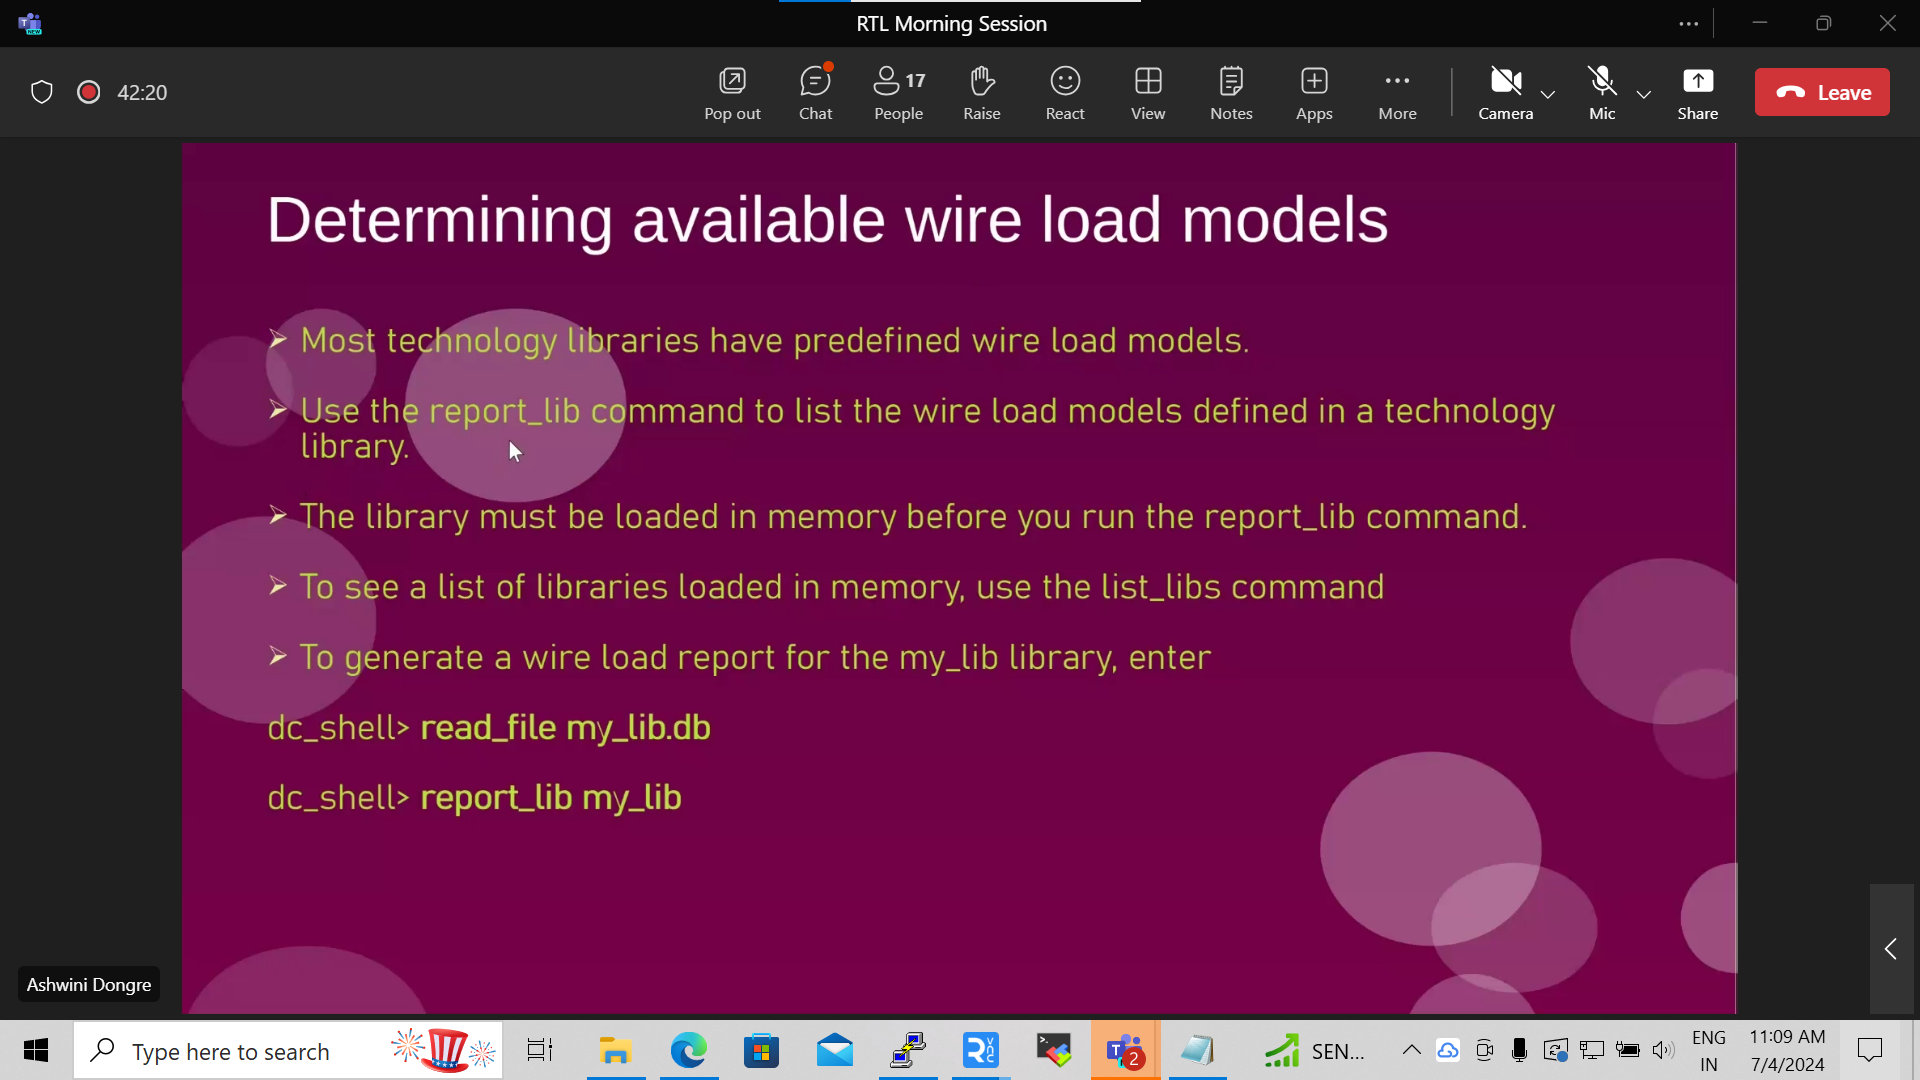 RTL Morning Session
42:20
Pop out
Chat
People 17
Raise
React
View
Notes
Apps
More
Camera
Mic
Share
Leave
Determining available wire load models
➢ Most technology libraries have predefined wire load models.
➢ Use the report_lib command to list the wire load models defined in a technology
library.
➢ The library must be loaded in memory before you run the report_lib command.
➢ To see a list of libraries loaded in memory, use the list_libs command
➢ To generate a wire load report for the my_lib library, enter
dc_shell> read_file my_lib.db
dc_shell> report_lib my_lib
Ashwini Dongre
Type here to search
2
SEN...
ENG
IN
11:09 AM
7/4/2024